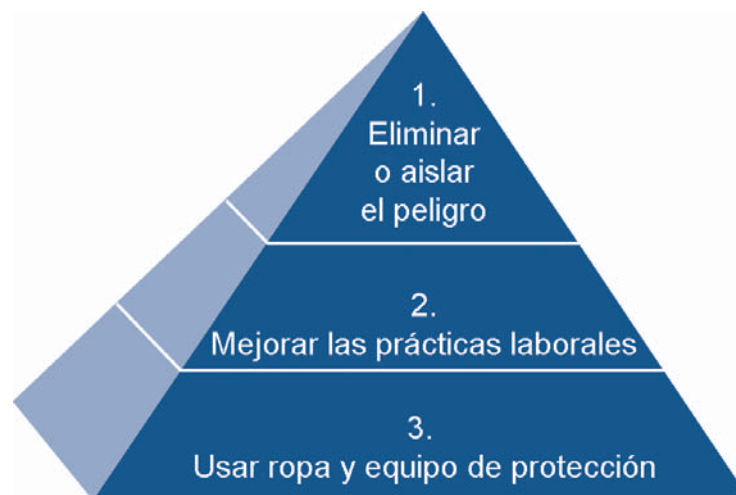 1.
Eliminar
o aislar
el peligro
2.
Mejorar las prácticas laborales
3.
Usar ropa y equipo de protección